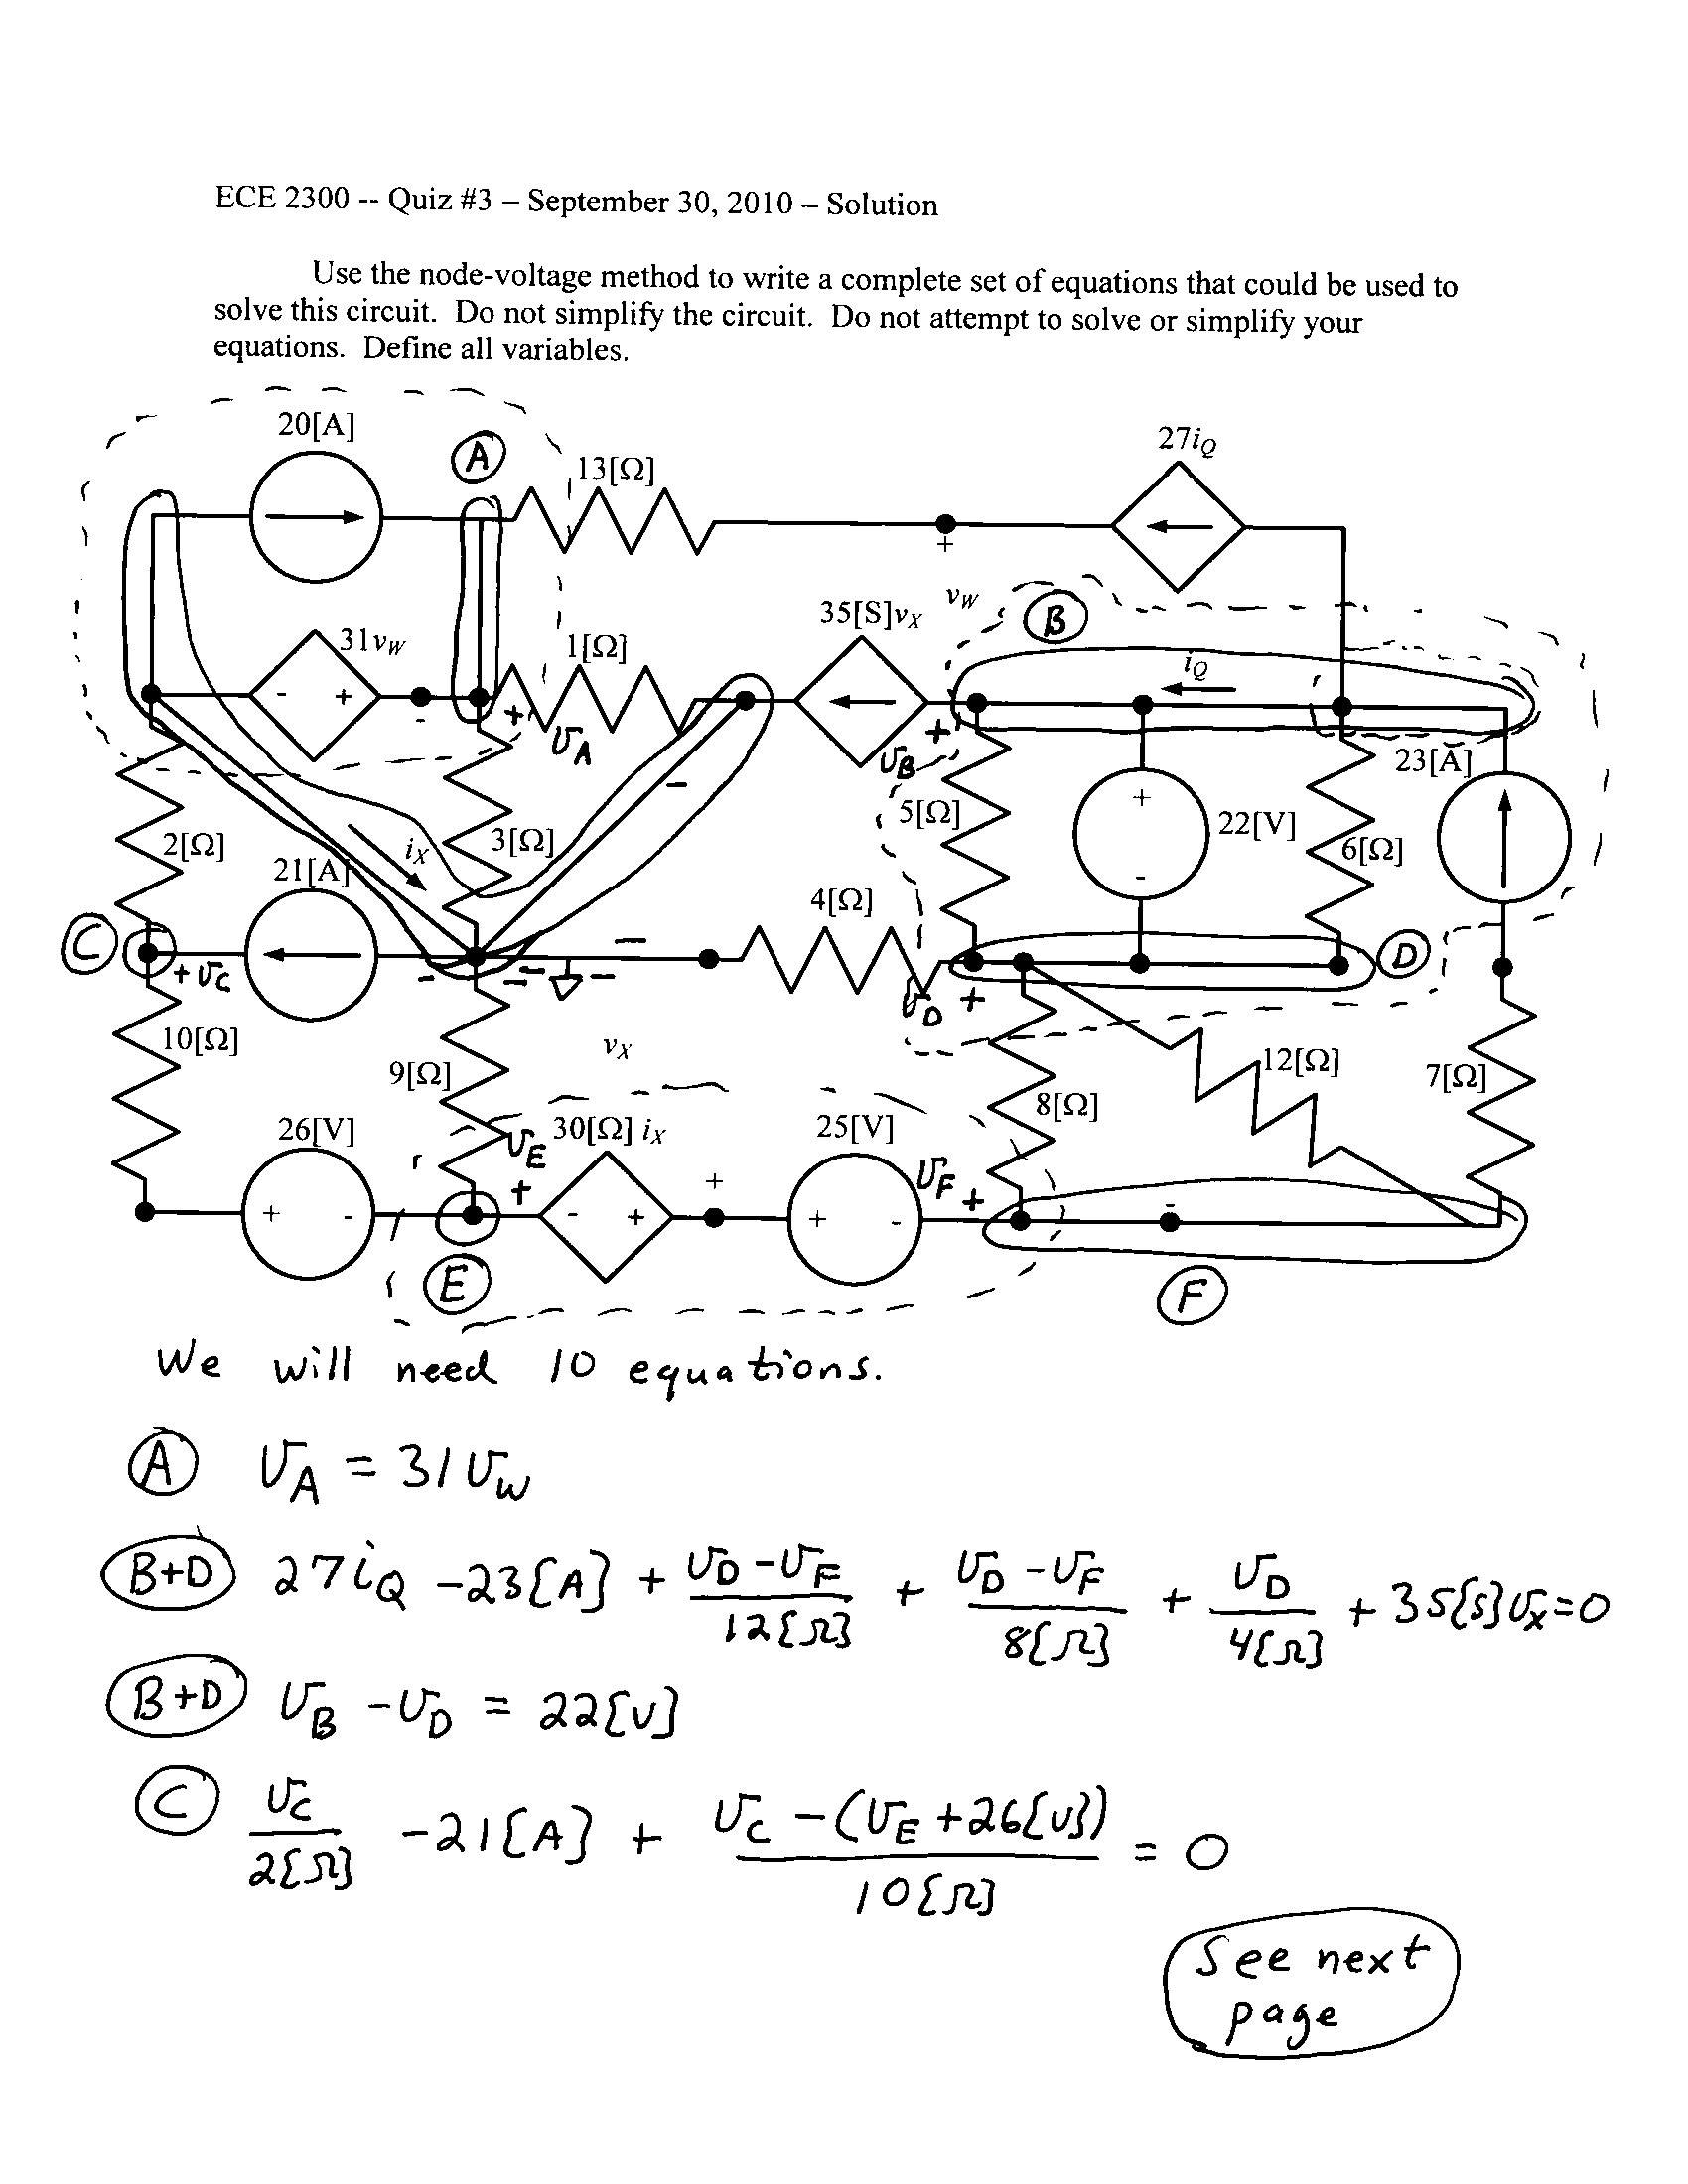 ECE 2300 -- Quiz #3 – September 30, 2010 – Solution
Use the node-voltage method to write a complete set of equations that could be used to
solve this circuit. Do not simplify the circuit. Do not attempt to solve or simplify your
equations. Define all variables.
20[A]
A
13[Ω]
27iQ
31vW
1[Ω]
35[S]vX
vW
B
iQ
- +
-
+
vA
+
vB
+
-
2[Ω]
iX
3[Ω]
5[Ω]
+
-
22[V]
6[Ω]
23[A]
21[A]
4[Ω]
C
+ vC
-
-
-
-
vD +
D
10[Ω]
9[Ω]
vX
8[Ω]
12[Ω]
7[Ω]
26[V]
vE
+
30[Ω] iX
25[V]
vF +
+ -
- +
+
+ -
-
E
F
We will need 10 equations.
A vA = 31vW
B+D 27iQ -23[A] + (vD - vF)/12[Ω] + (vD - vF)/8[Ω] + vD/4[Ω] + 35[S]vX=0
B+D vB - vD = 22[V]
C vC/2[Ω] -21[A] + (vC - (vE +26[V]))/10[Ω] = 0
See next
page